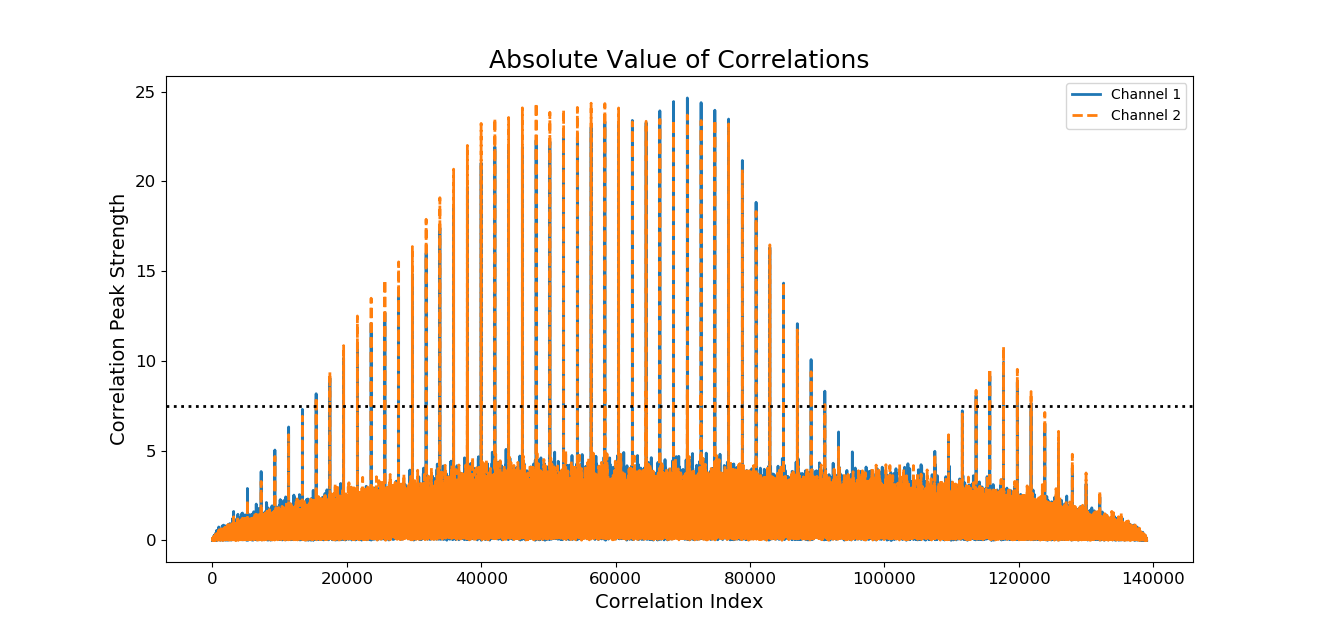 Absolute Value of Correlations
Channel 1
Channel 2
Correlation Peak Strength
25
20
15
10
5
0
0 20000 40000 60000 80000 100000 120000 140000
Correlation Index